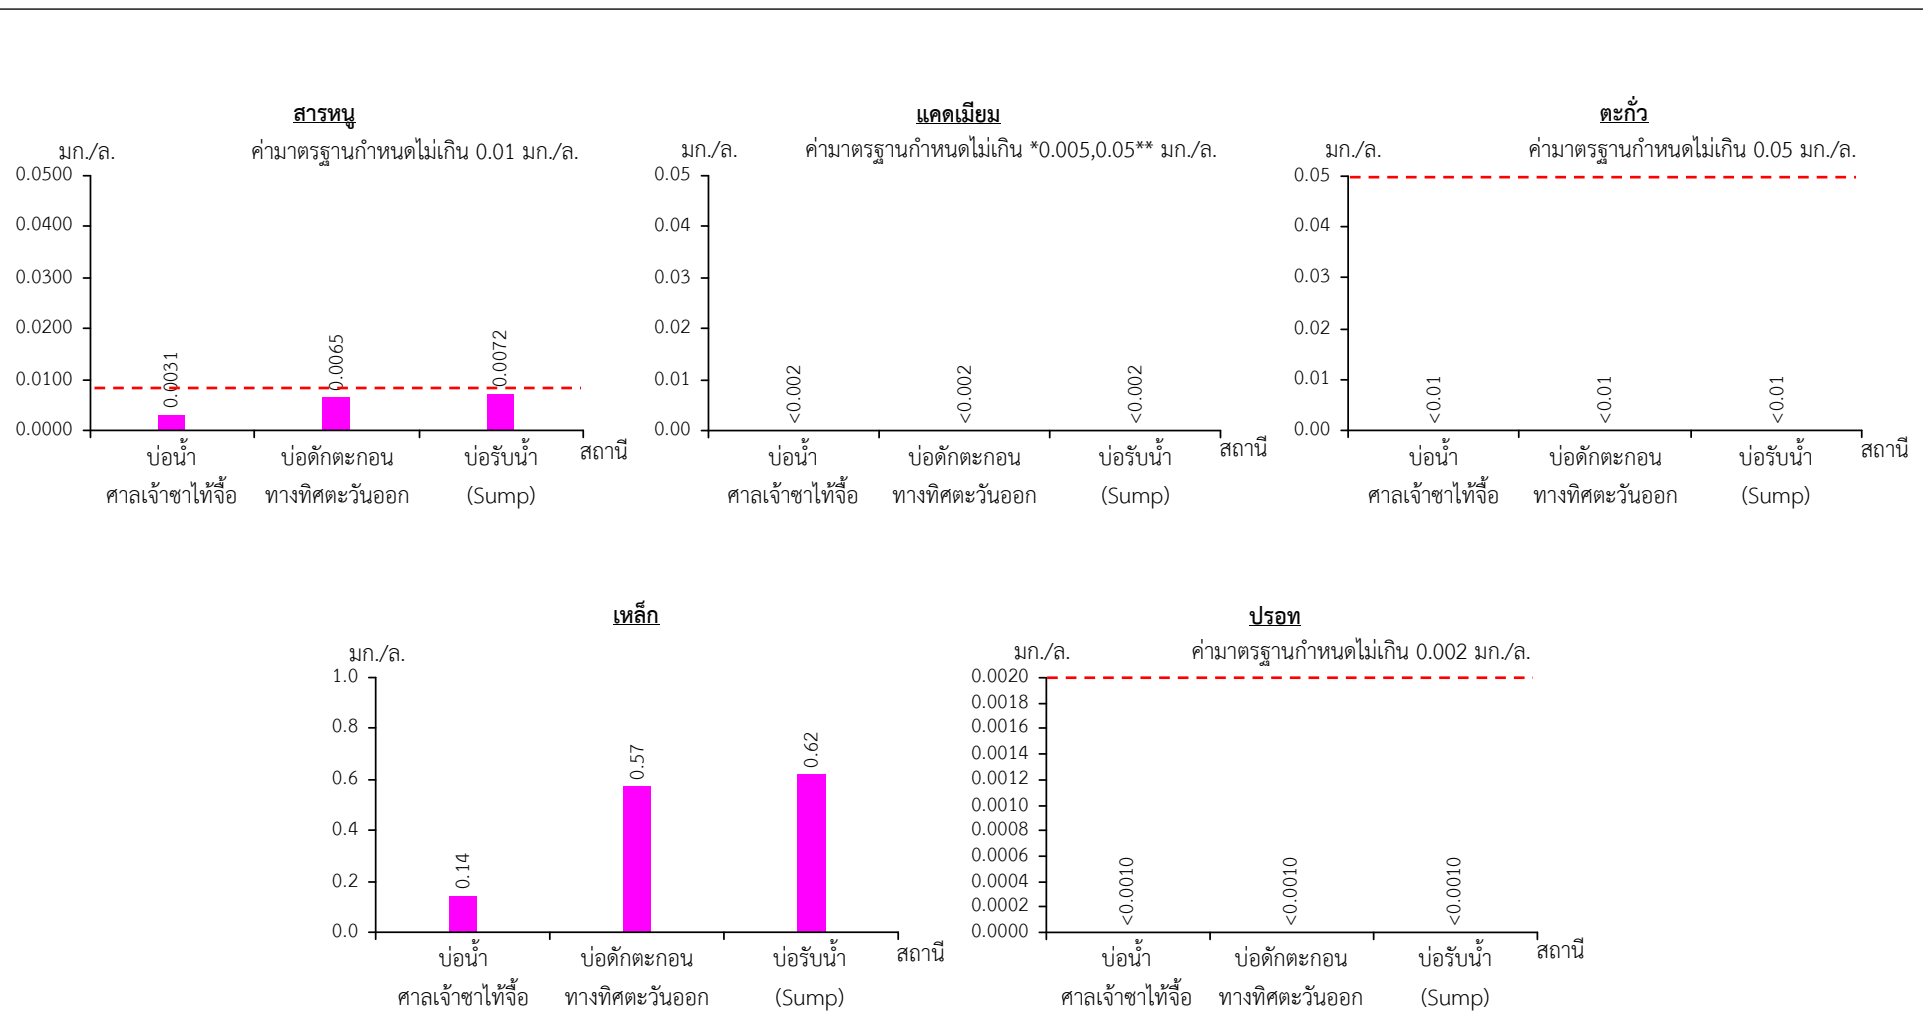 สารหนู
มก./ล. ค่ามาตรฐานกำหนดไม่เกิน 0.01 มก./ล.
0.0500
0.0400
0.0300
0.0200
0.0100
0.0000
0.0031
0.0065
0.0072
บ่อน้ำ บ่อดักตะกอน บ่อรับน้ำ สถานี
ศาลเจ้าซาไท้จื้อ ทางทิศตะวันออก (Sump)
แคดเมียม
มก./ล. ค่ามาตรฐานกำหนดไม่เกิน *0.005,0.05** มก./ล.
0.05
0.04
0.03
0.02
0.01
0.00
<0.002
<0.002
<0.002
บ่อน้ำ บ่อดักตะกอน บ่อรับน้ำ สถานี
ศาลเจ้าซาไท้จื้อ ทางทิศตะวันออก (Sump)
ตะกั่ว
มก./ล. ค่ามาตรฐานกำหนดไม่เกิน 0.05 มก./ล.
0.05
0.04
0.03
0.02
0.01
0.00
<0.01
<0.01
<0.01
บ่อน้ำ บ่อดักตะกอน บ่อรับน้ำ สถานี
ศาลเจ้าซาไท้จื้อ ทางทิศตะวันออก (Sump)
เหล็ก
มก./ล.
1.0
0.8
0.6
0.4
0.2
0.0
0.14
0.57
0.62
บ่อน้ำ บ่อดักตะกอน บ่อรับน้ำ สถานี
ศาลเจ้าซาไท้จื้อ ทางทิศตะวันออก (Sump)
ปรอท
มก./ล. ค่ามาตรฐานกำหนดไม่เกิน 0.002 มก./ล.
0.0020
0.0018
0.0016
0.0014
0.0012
0.0010
0.0008
0.0006
0.0004
0.0002
0.0000
<0.0010
<0.0010
<0.0010
บ่อน้ำ บ่อดักตะกอน บ่อรับน้ำ สถานี
ศาลเจ้าซาไท้จื้อ ทางทิศตะวันออก (Sump)